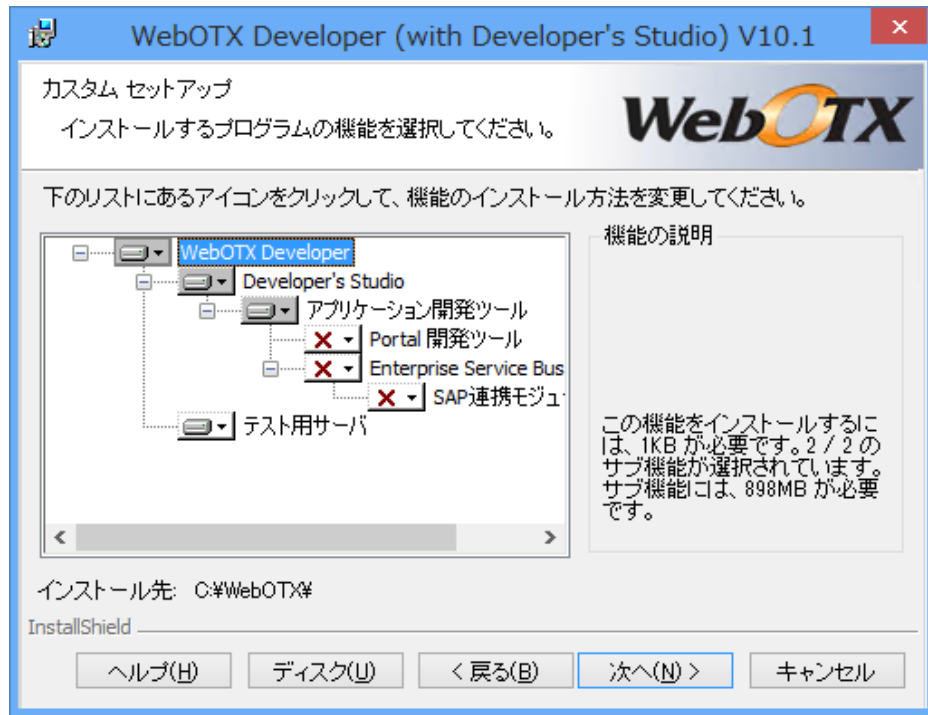 WebOTX Developer (with Developer's Studio) V10.1
カスタム セットアップ
インストールするプログラムの機能を選択してください。
WebOTX
下のリストにあるアイコンをクリックして、機能のインストール方法を変更してください。
WebOTX Developer
Developer's Studio
アプリケーション開発ツール
Portal 開発ツール
Enterprise Service Bus
SAP連携モジュ
テスト用サーバ
機能の説明
この機能をインストールするに
は、1KB が必要です。2 / 2 の
サブ機能が選択されています。
サブ機能には、898MB が必要
です。
インストール先: C:¥WebOTX¥
InstallShield
ヘルプ(H) ディスク(U) < 戻る(B) 次へ(N) > キャンセル